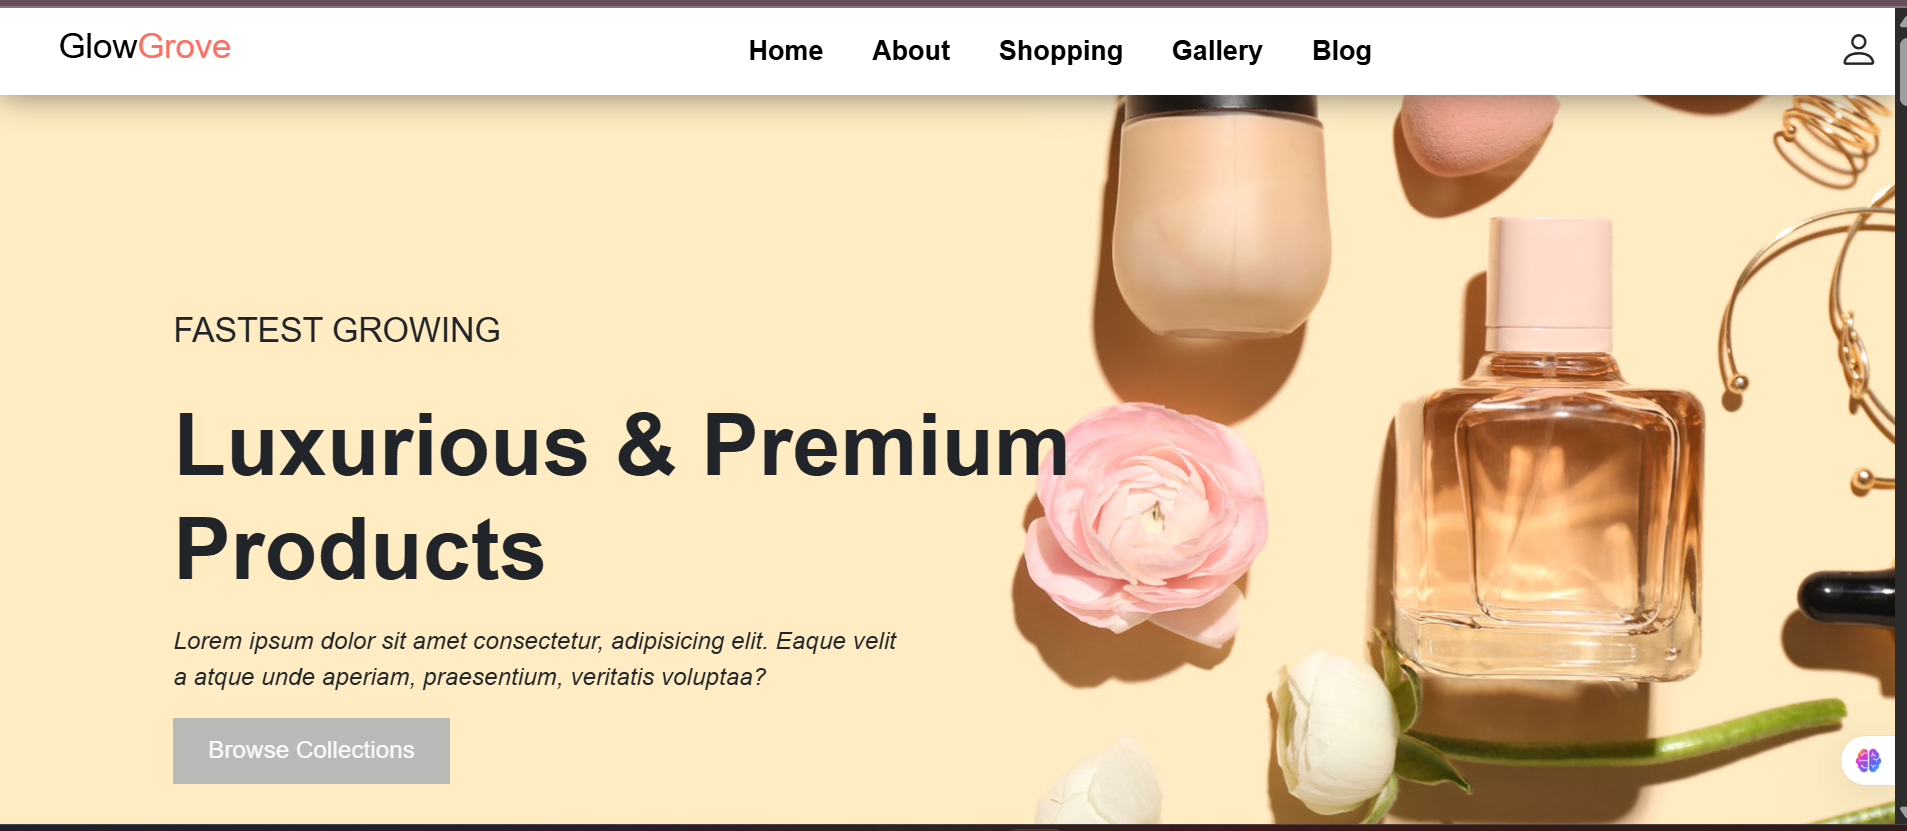 GlowGrove
Home About Shopping Gallery Blog
FASTEST GROWING
Luxurious & Premium
Products
Lorem ipsum dolor sit amet consectetur, adipisicing elit. Eaque velit
a atque unde aperiam, praesentium, veritatis voluptaa?
Browse Collections